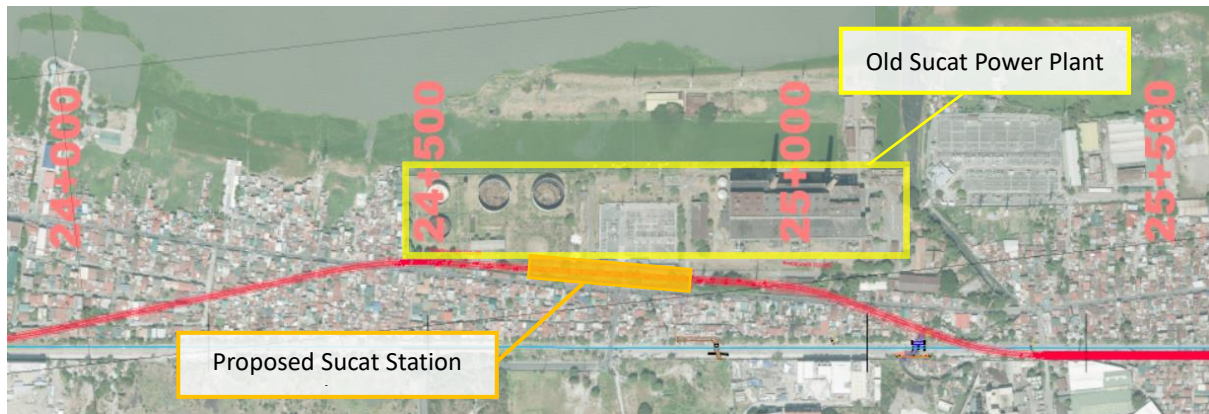 Old Sucat Power Plant
24+000
24+500
25+000
25+500
Proposed Sucat Station